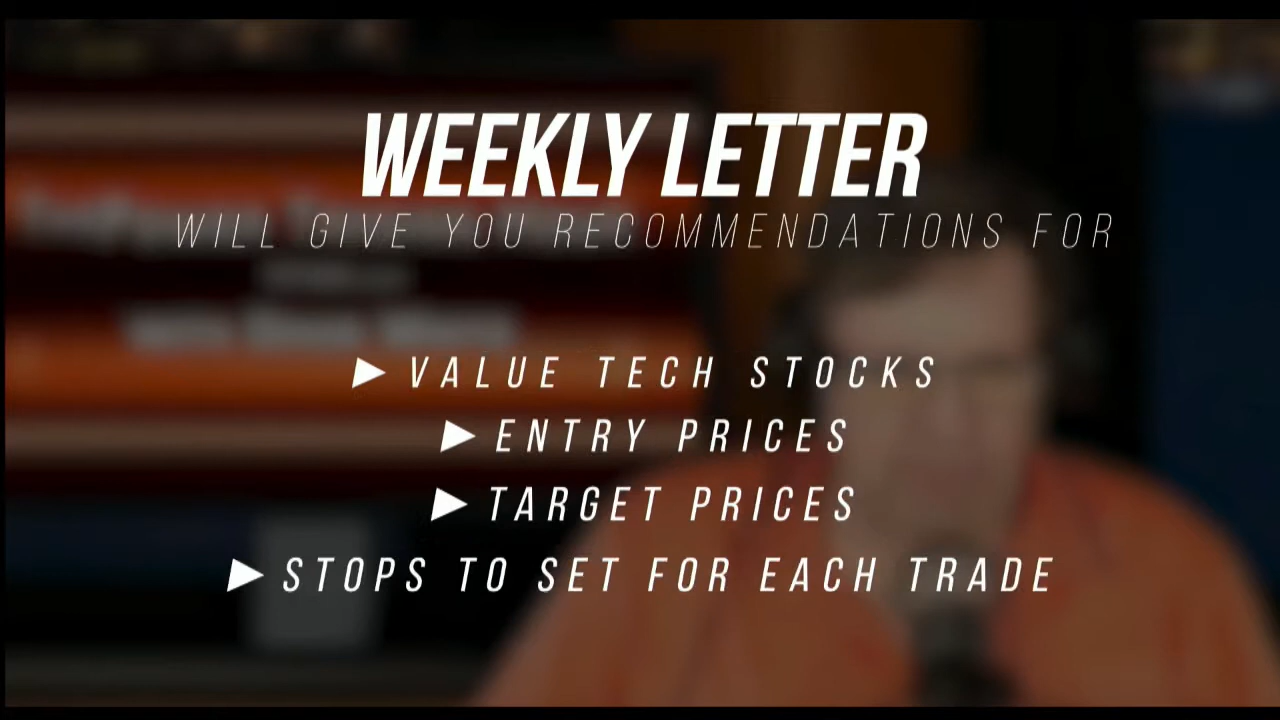 WEEKLY LETTER
WILL GIVE YOU RECOMMENDATIONS FOR
▶ VALUE TECH STOCKS
▶ ENTRY PRICES
▶ TARGET PRICES
▶ STOPS TO SET FOR EACH TRADE